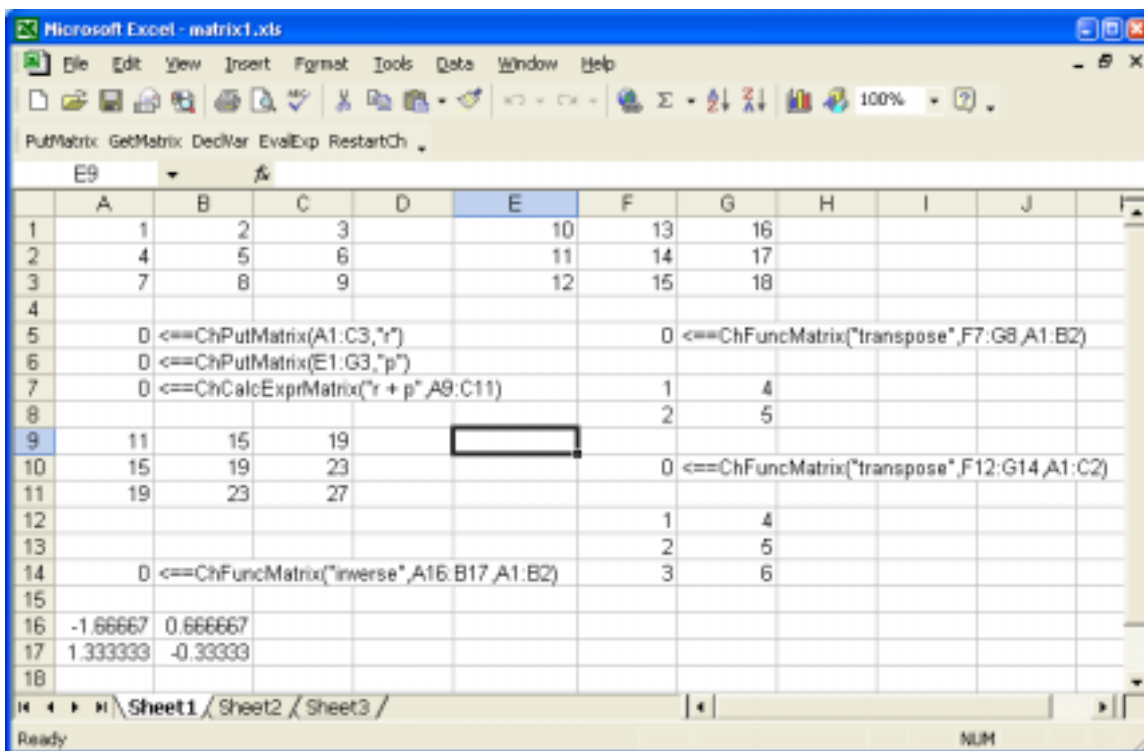 Microsoft Excel - matrix1.xls
File Edit View Insert Format Tools Data Window Help
100%
PutMatrix GetMatrix DeclVar EvalExp RestartCh
E9 fx
A B C D E F G H I J
1 1 2 3 10 13 16
2 4 5 6 11 14 17
3 7 8 9 12 15 18
4
5 0 <==ChPutMatrix(A1:C3,"r") 0 <==ChFuncMatrix("transpose",F7:G8,A1:B2)
6 0 <==ChPutMatrix(E1:G3,"p")
7 0 <==ChCalcExprMatrix("r + p",A9:C11) 1 4
8 2 5
9 11 15 19
10 15 19 23 0 <==ChFuncMatrix("transpose",F12:G14,A1:C2)
11 19 23 27
12 1 4
13 2 5
14 0 <==ChFuncMatrix("inverse",A16:B17,A1:B2) 3 6
15
16 -1.66667 0.666667
17 1.333333 -0.33333
18
Sheet1 Sheet2 Sheet3
Ready NUM